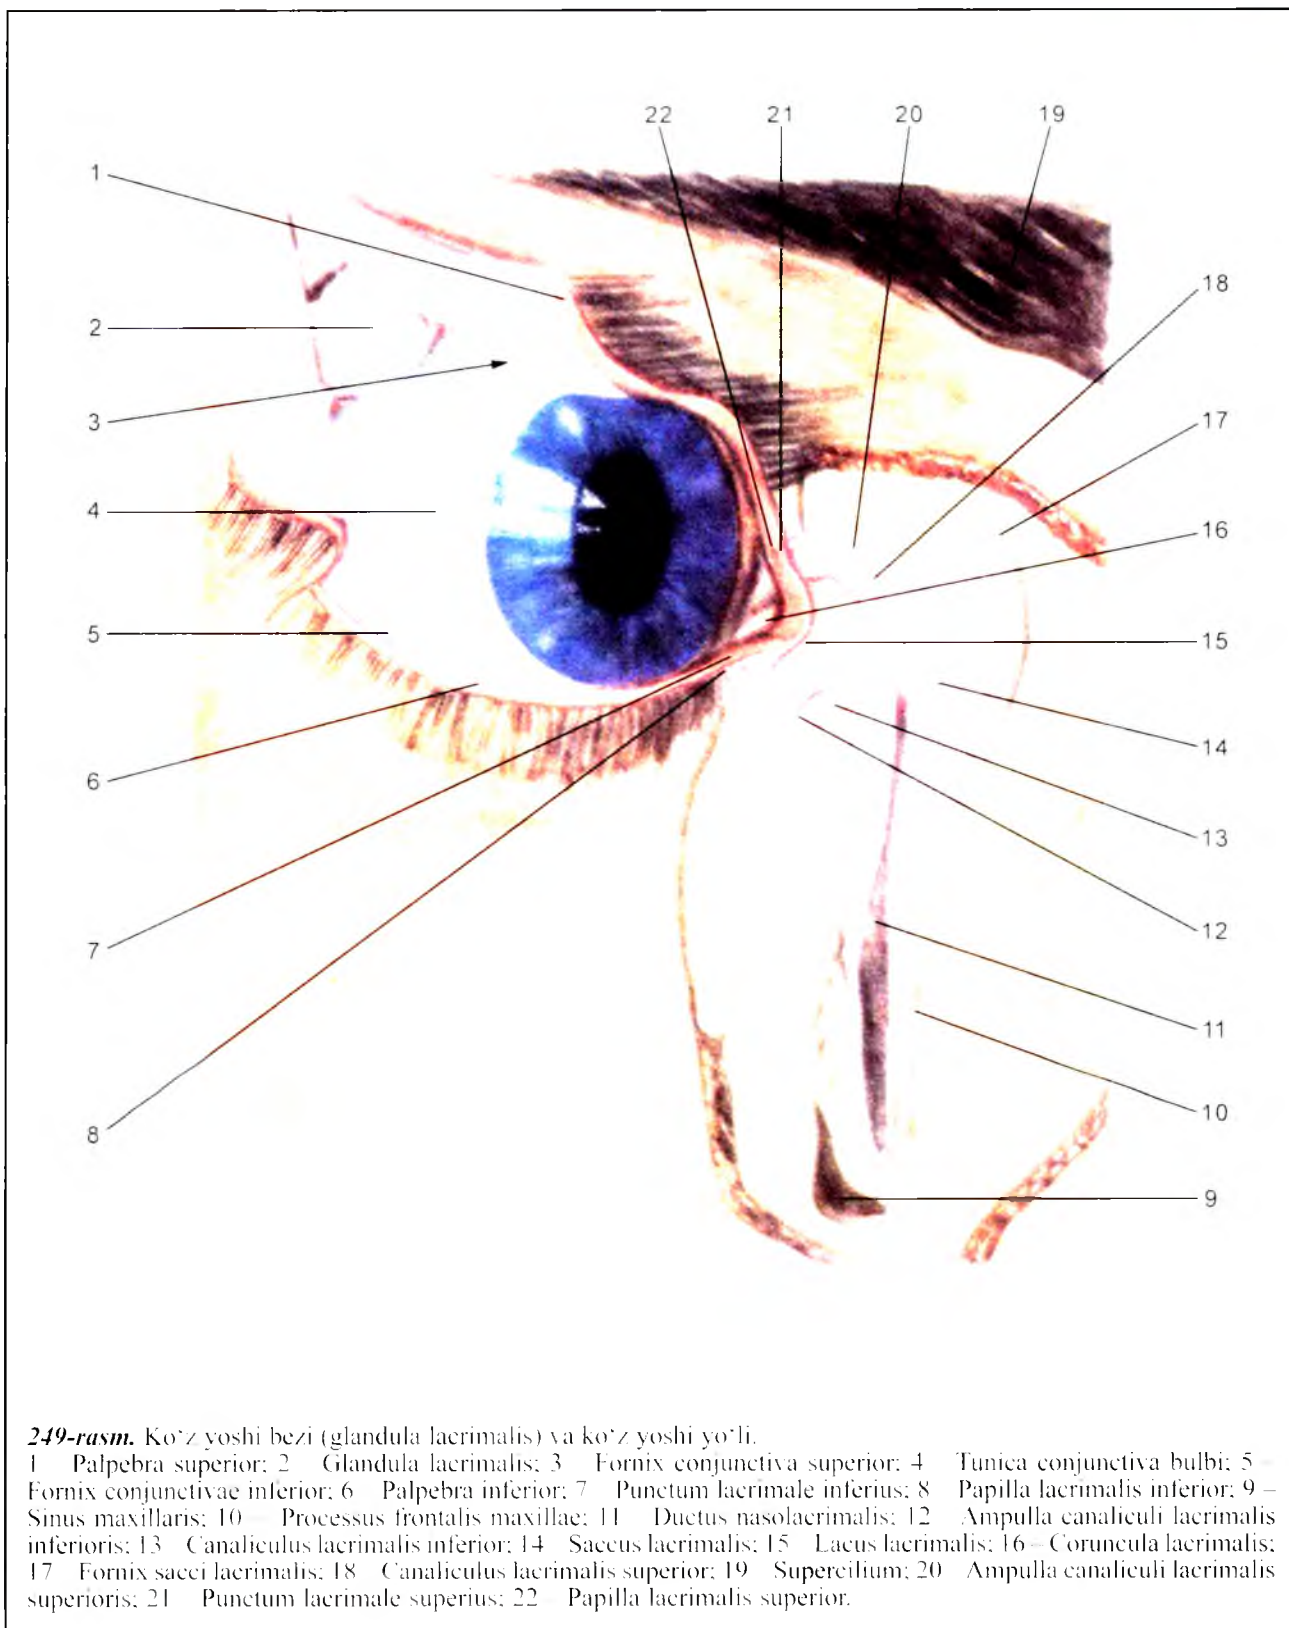 22 21 20 19
1
18
2
3
17
4
16
5
15
6
14
13
7
12
11
8
10
9
249-rasm. Ko‘z yoshi bezi (glandula lacrimalis) va ko‘z yoshi yo‘li.
1 Palpebra superior; 2 Glandula lacrimalis; 3 Fornix conjunctiva superior; 4 Tunica conjunctiva bulbi; 5 –
Fornix conjunctivae inferior; 6 Palpebra inferior; 7 Punctum lacrimale inferius; 8 Papilla lacrimalis inferior; 9 –
Sinus maxillaris; 10 – Processus frontalis maxillae; 11 Ductus nasolacrimalis; 12 Ampulla canaliculi lacrimalis
inferioris; 13 Canaliculus lacrimalis inferior; 14 Saccus lacrimalis; 15 Lacus lacrimalis; 16 – Coruncula lacrimalis;
17 Fornix sacci lacrimalis; 18 Canaliculus lacrimalis superior; 19 Supercilium; 20 Ampulla canaliculi lacrimalis
superioris; 21 Punctum lacrimale superius; 22 – Papilla lacrimalis superior.